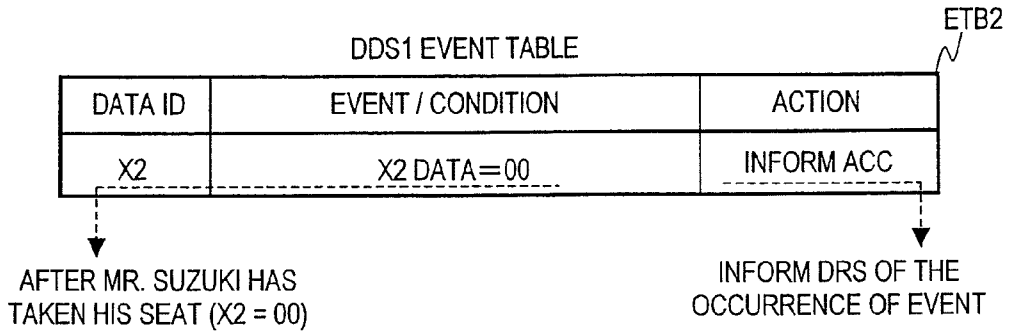 ETB2
DDS1 EVENT TABLE
DATA ID EVENT / CONDITION ACTION
X2 X2 DATA=00 INFORM ACC
AFTER MR. SUZUKI HAS
TAKEN HIS SEAT (X2 = 00)
INFORM DRS OF THE
OCCURRENCE OF EVENT